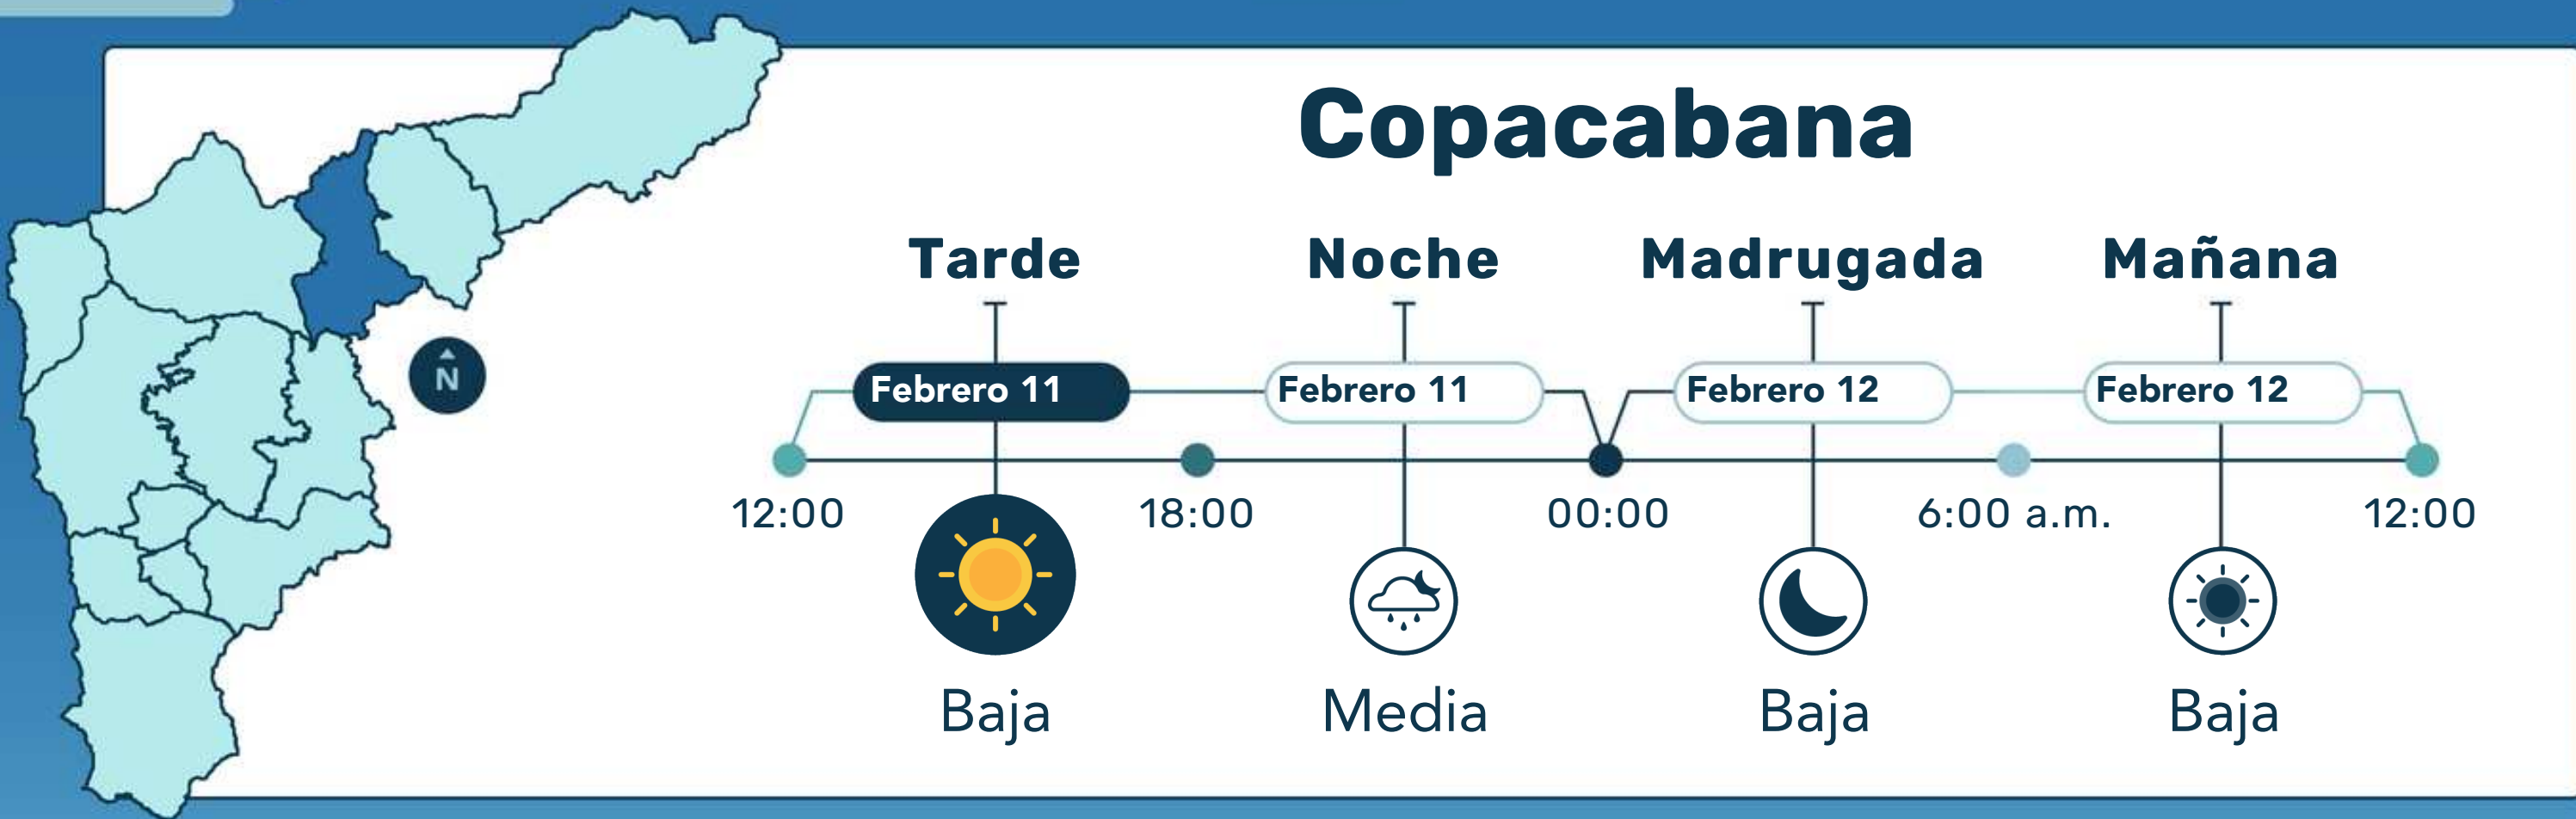 Copacabana
Tarde Noche Madrugada Mañana
Febrero 11 Febrero 11 Febrero 12 Febrero 12
N
12:00 18:00 00:00 6:00 a.m. 12:00
Baja Media Baja Baja